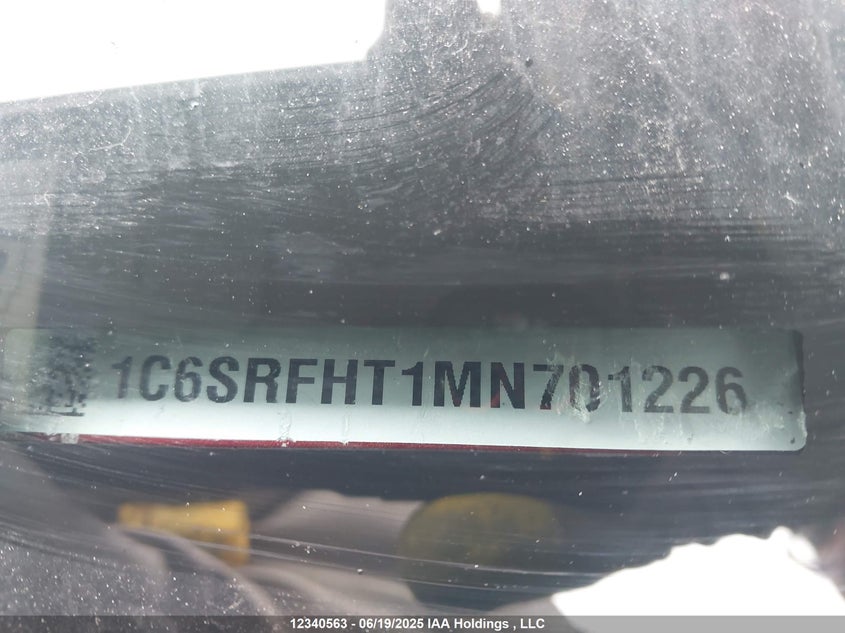 1C6SRFHT1MN701226
12340563 - 06/19/2025 IAA Holdings , LLC